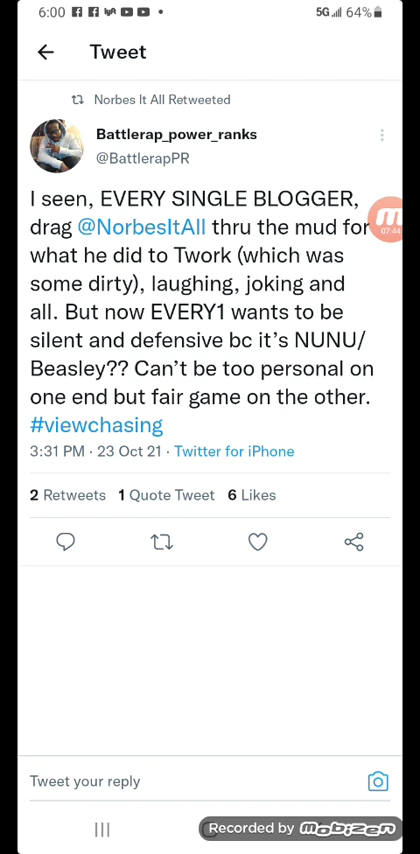 6:00 5G 64%
Tweet
Norbes It All Retweeted
Battlerap_power_ranks
@BattlerapPR
I seen, EVERY SINGLE BLOGGER,
drag @NorbesItAll thru the mud for
what he did to Twork (which was
some dirty), laughing, joking and
all. But now EVERY1 wants to be
silent and defensive bc it's NUNU/
Beasley?? Can't be too personal on
one end but fair game on the other.
#viewchasing
07:44
3:31 PM · 23 Oct 21 · Twitter for iPhone
2 Retweets 1 Quote Tweet 6 Likes
Tweet your reply
Recorded by mobizen